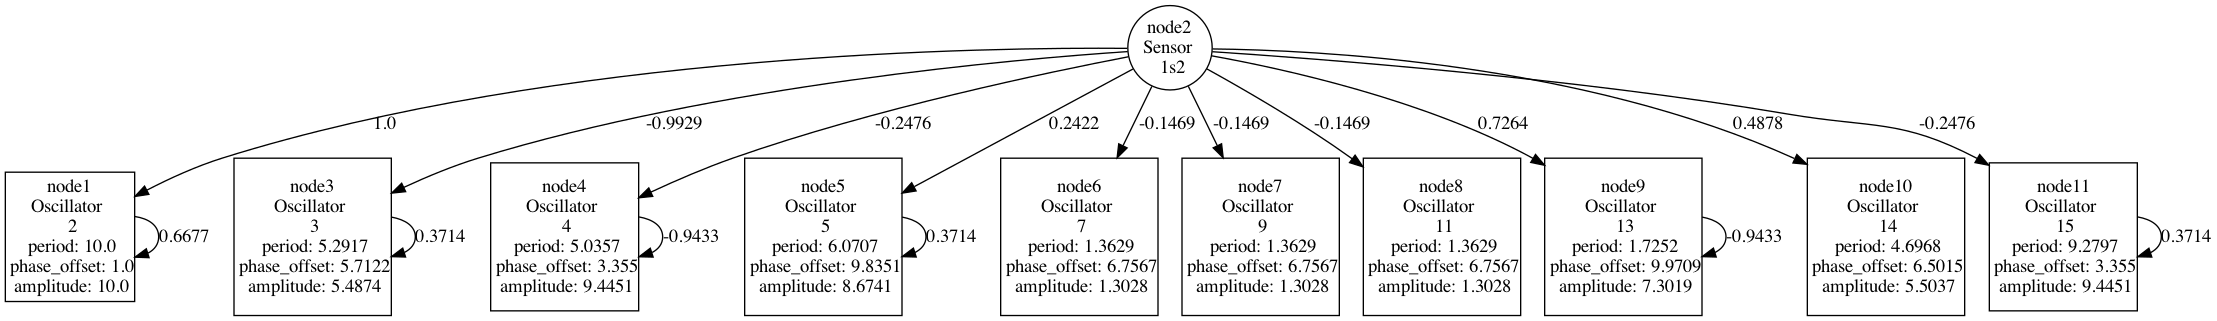 node2
Sensor
1s2
1.0
-0.9929
-0.2476
0.2422
-0.1469
-0.1469
-0.1469
0.7264
0.4878
-0.2476
node1
Oscillator
2
period: 10.0
phase_offset: 1.0
amplitude: 10.0
0.6677
node3
Oscillator
3
period: 5.2917
phase_offset: 5.7122
amplitude: 5.4874
0.3714
node4
Oscillator
4
period: 5.0357
phase_offset: 3.355
amplitude: 9.4451
-0.9433
node5
Oscillator
5
period: 6.0707
phase_offset: 9.8351
amplitude: 8.6741
0.3714
node6
Oscillator
7
period: 1.3629
phase_offset: 6.7567
amplitude: 1.3028
node7
Oscillator
9
period: 1.3629
phase_offset: 6.7567
amplitude: 1.3028
node8
Oscillator
11
period: 1.3629
phase_offset: 6.7567
amplitude: 1.3028
node9
Oscillator
13
period: 1.7252
phase_offset: 9.9709
amplitude: 7.3019
-0.9433
node10
Oscillator
14
period: 4.6968
phase_offset: 6.5015
amplitude: 5.5037
node11
Oscillator
15
period: 9.2797
phase_offset: 3.355
amplitude: 9.4451
0.3714